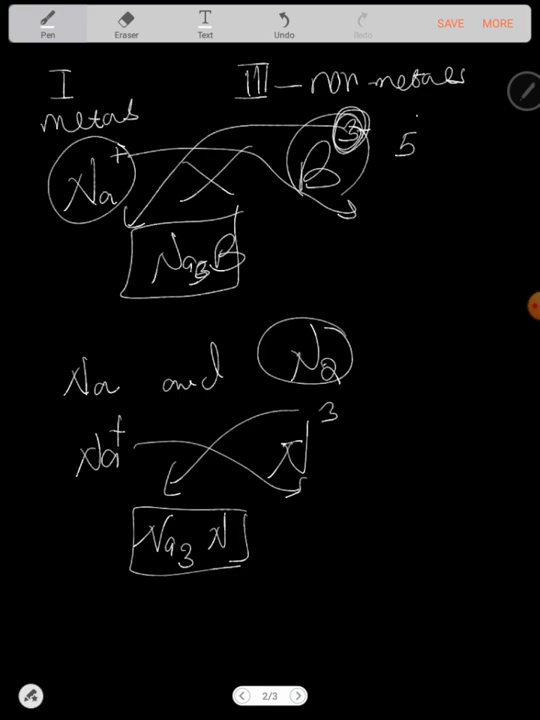 Pen Eraser Text Undo Redo SAVE MORE
I III - non metals
metals
Na+ B3 5
Na3B
Na and N2
Na+ N3
Na3 N
2/3